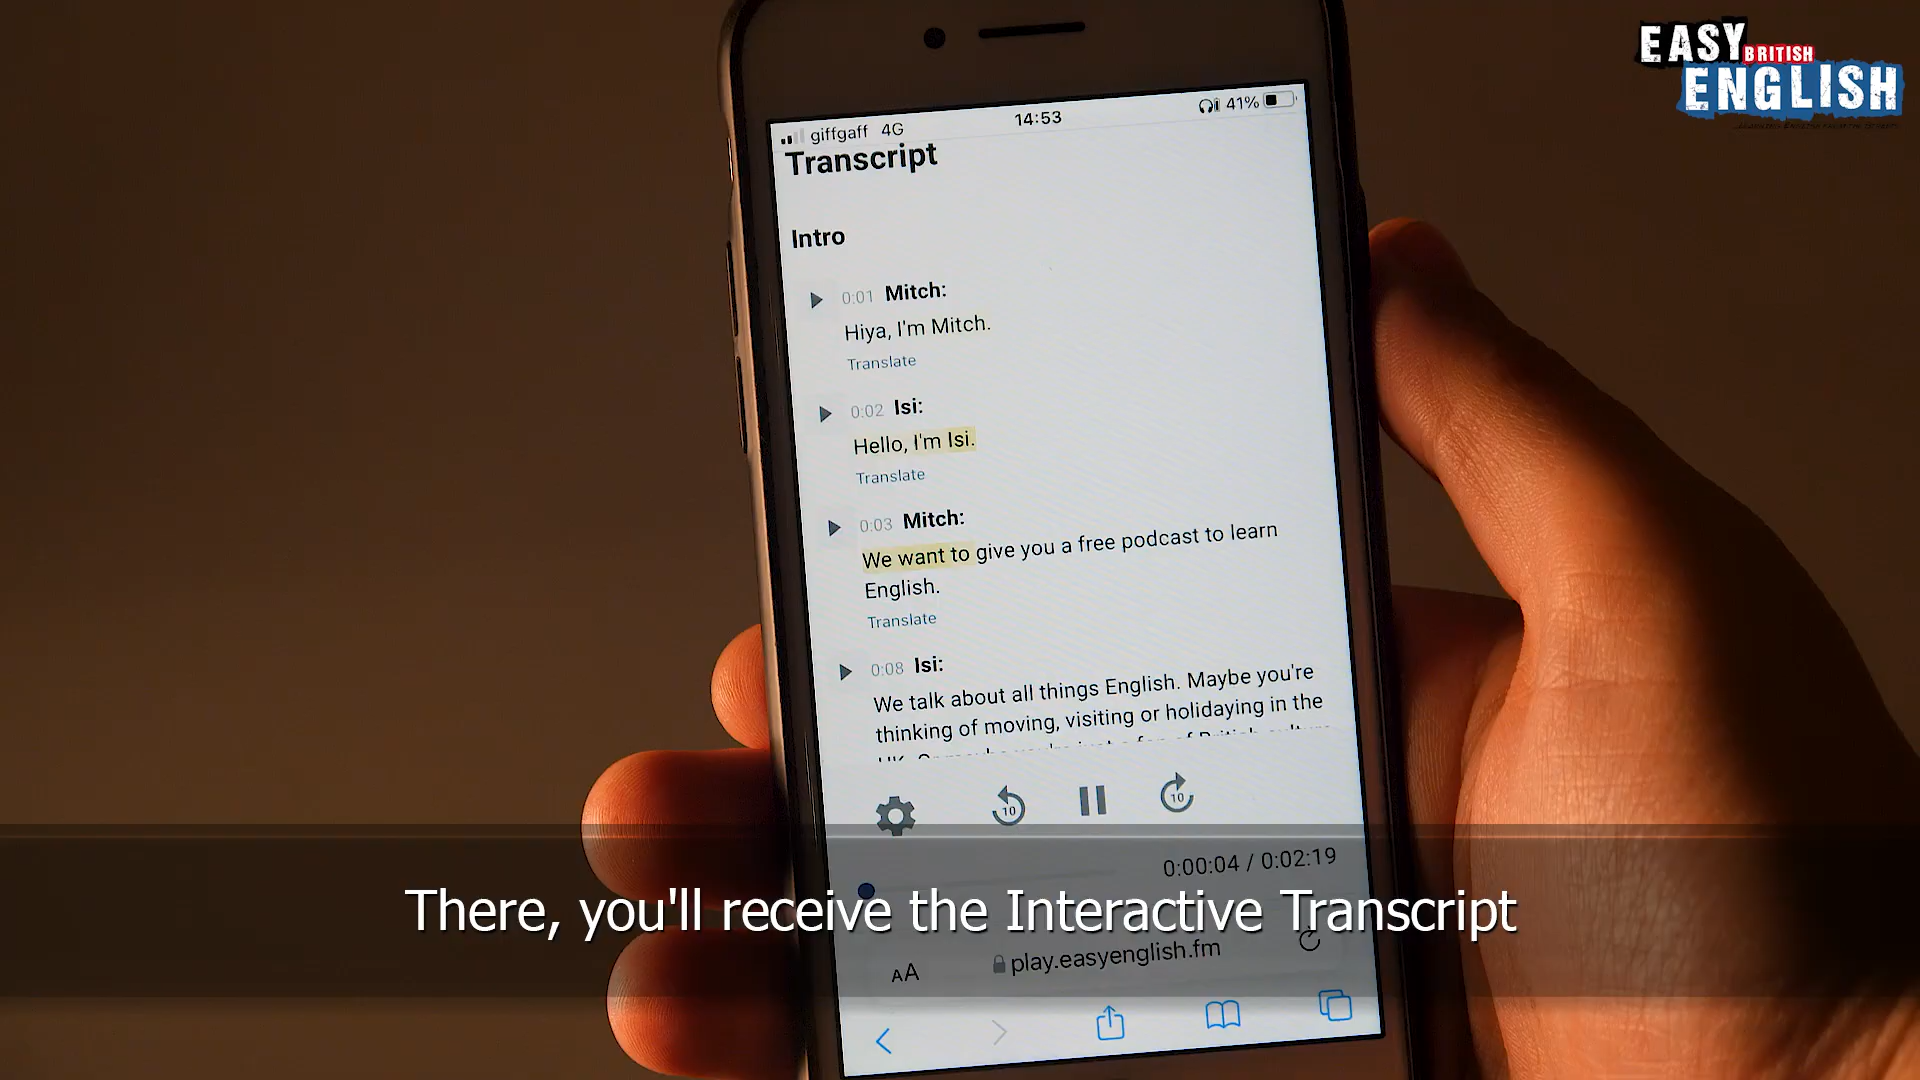 EASY BRITISH
ENGLISH
giffgaff 4G 14:53 41%
Transcript
Intro
0:01 Mitch:
Hiya, I'm Mitch.
Translate
0:02 Isi:
Hello, I'm Isi.
Translate
0:03 Mitch:
We want to give you a free podcast to learn
English.
Translate
0:08 Isi:
We talk about all things English. Maybe you're
thinking of moving, visiting or holidaying in the
10 10
0:00:04 / 0:02:19
There, you'll receive the Interactive Transcript
AA play.easyenglish.fm